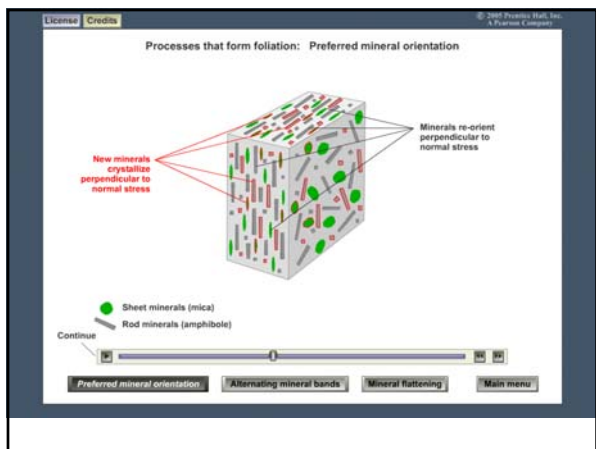 License Credits
© 2005 Prentice Hall, Inc.
A Pearson Company
Processes that form foliation: Preferred mineral orientation
Minerals re-orient
perpendicular to
normal stress
New minerals
crystallize
perpendicular to
normal stress
Sheet minerals (mica)
Rod minerals (amphibole)
Continue
Preferred mineral orientation Alternating mineral bands Mineral flattening Main menu